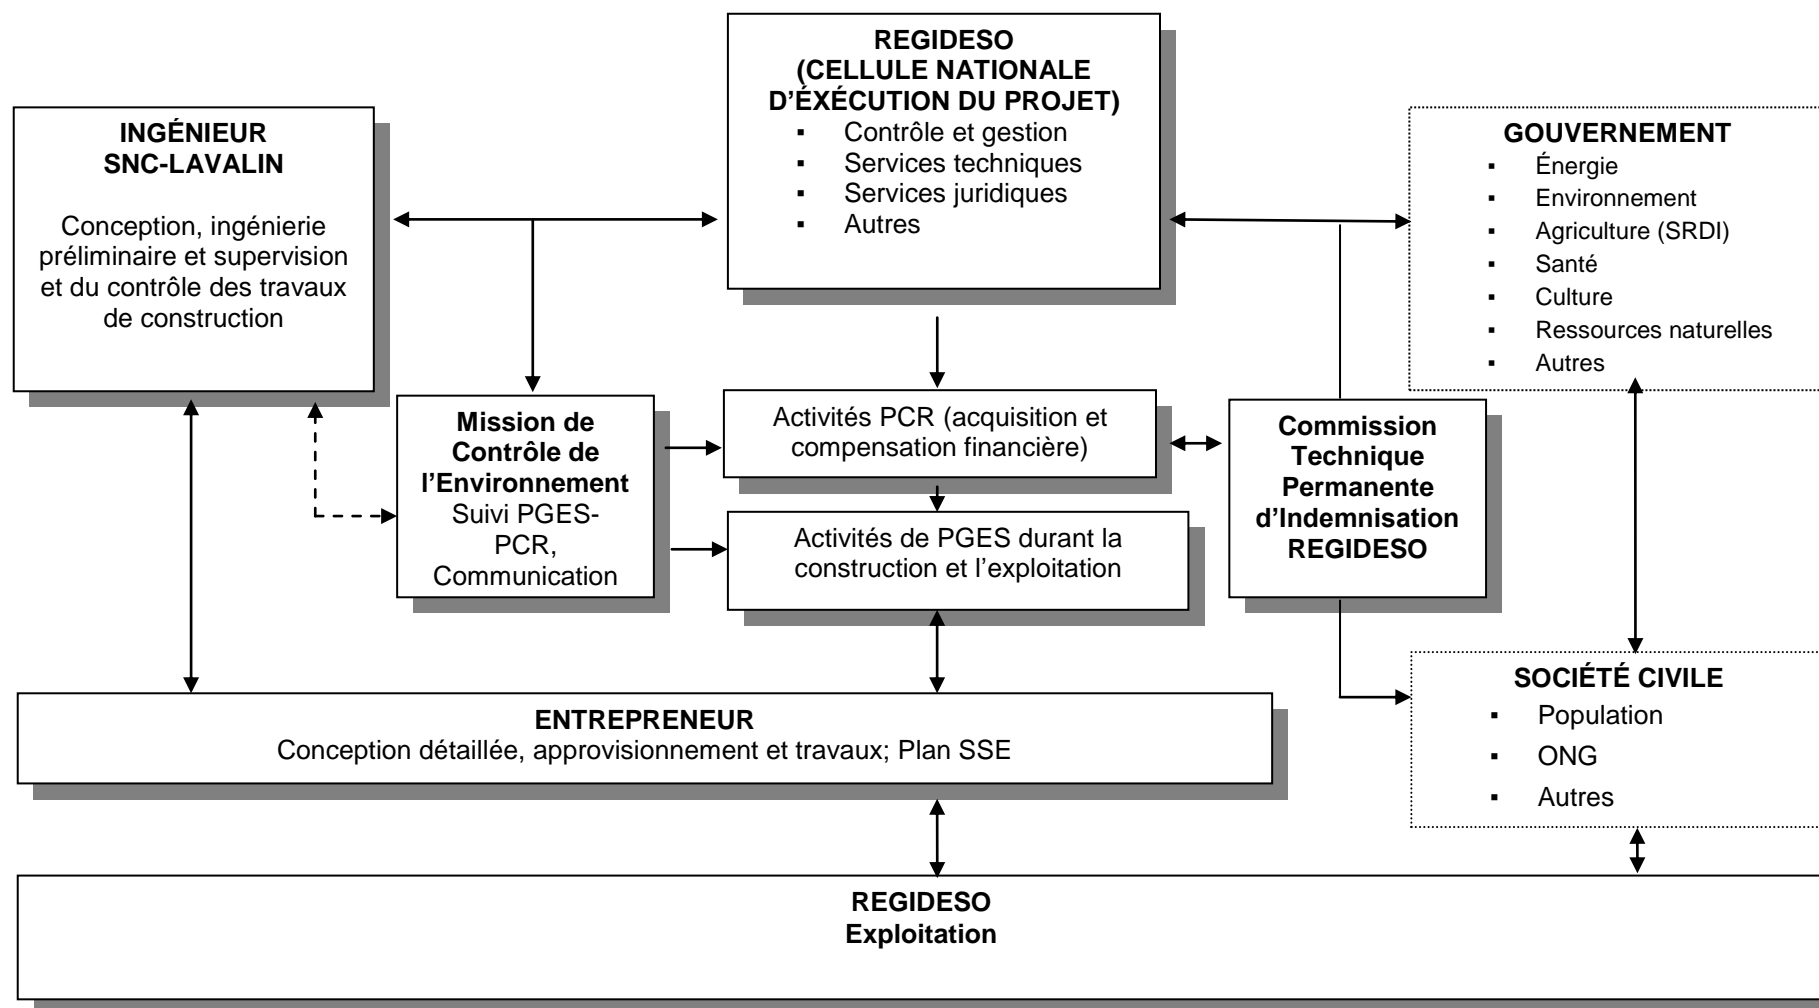 REGIDESO
(CELLULE NATIONALE
D’ÉXÉCUTION DU PROJET)
▪ Contrôle et gestion
▪ Services techniques
▪ Services juridiques
▪ Autres
INGÉNIEUR
SNC-LAVALIN
Conception, ingénierie
préliminaire et supervision
et du contrôle des travaux
de construction
GOUVERNEMENT
▪ Énergie
▪ Environnement
▪ Agriculture (SRDI)
▪ Santé
▪ Culture
▪ Ressources naturelles
▪ Autres
Mission de
Contrôle de
l’Environnement
Suivi PGES-
PCR,
Communication
Activités PCR (acquisition et
compensation financière)
Activités de PGES durant la
construction et l’exploitation
Commission
Technique
Permanente
d’Indemnisation
REGIDESO
SOCIÉTÉ CIVILE
▪ Population
▪ ONG
▪ Autres
ENTREPRENEUR
Conception détaillée, approvisionnement et travaux; Plan SSE
REGIDESO
Exploitation